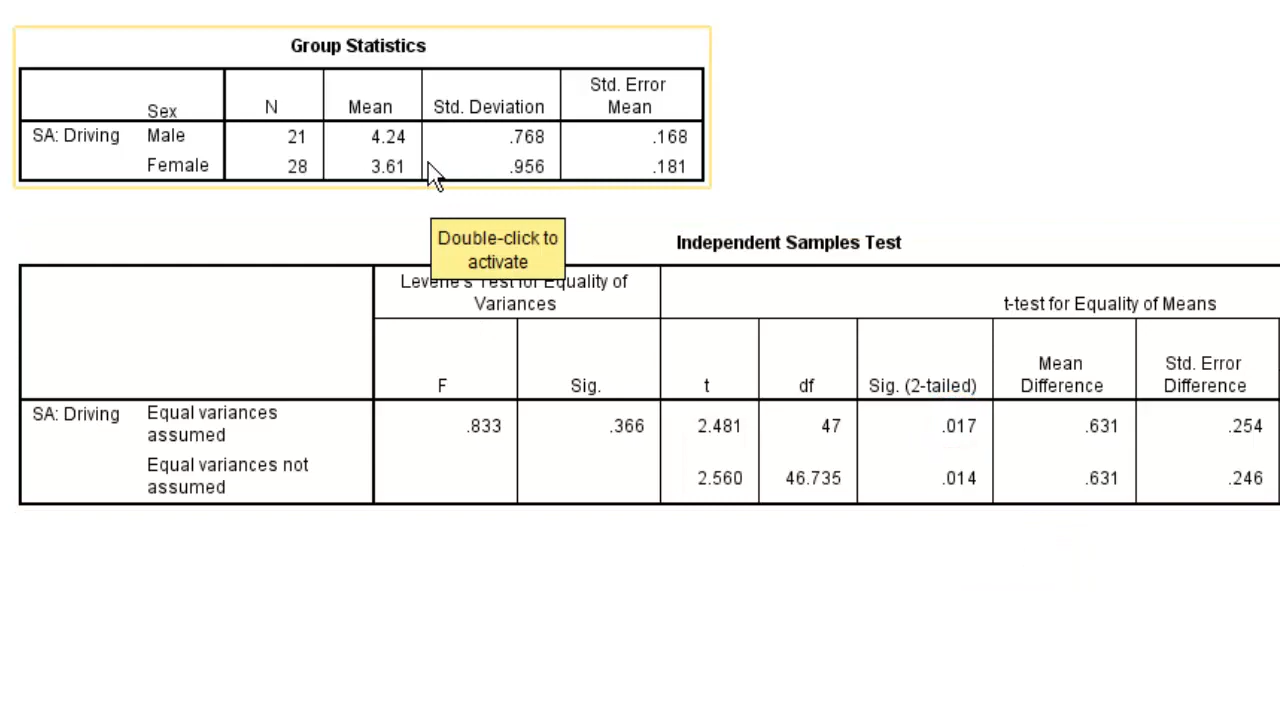 Group Statistics
Sex N Mean Std. Deviation Std. Error Mean
SA: Driving Male 21 4.24 .768 .168
Female 28 3.61 .956 .181
Double-click to
activate
Independent Samples Test
Equality of
Variances
t-test for Equality of Means
F Sig. t df Sig. (2-tailed) Mean Difference Std. Error Difference
SA: Driving Equal variances assumed .833 .366 2.481 47 .017 .631 .254
Equal variances not assumed 2.560 46.735 .014 .631 .246